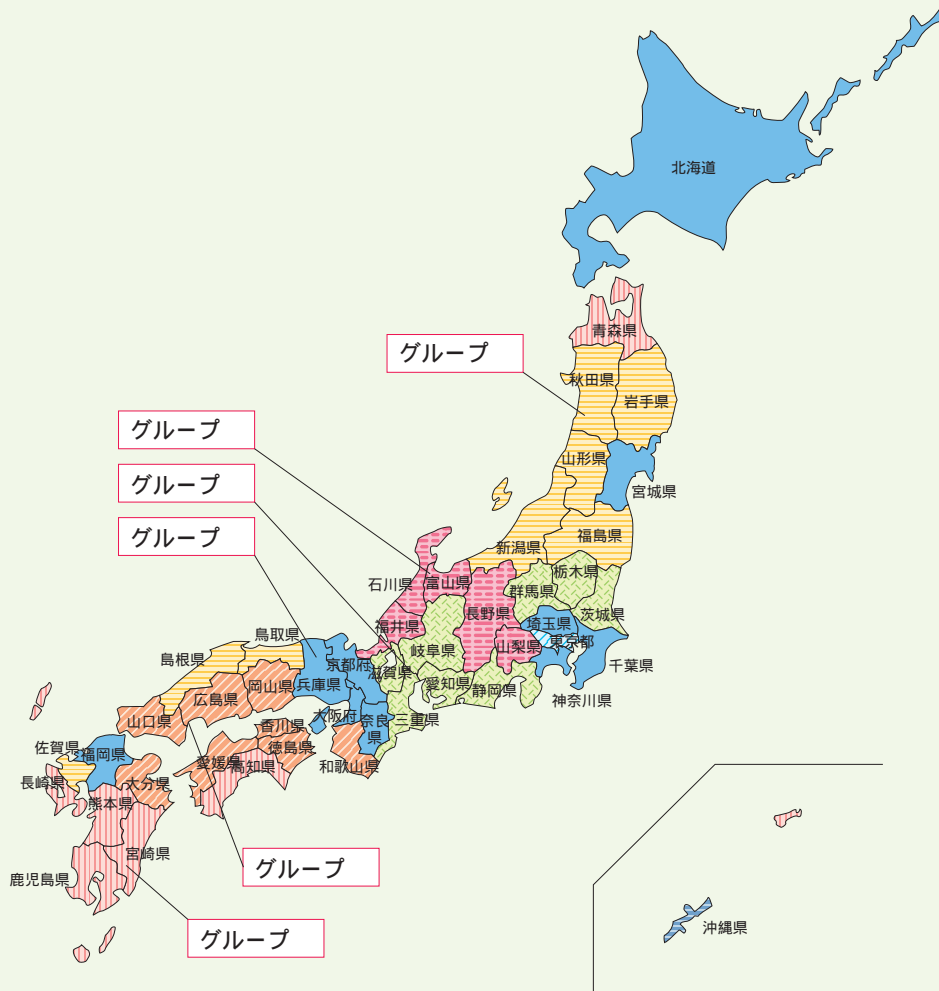 北海道
青森県
グループ
秋田県
岩手県
グループ
山形県
グループ
宮城県
グループ
新潟県
福島県
栃木県
石川県
富山県
群馬県
長野県
茨城県
福井県
埼玉県
鳥取県
岐阜県
山梨県
東京都
島根県
京都府
滋賀県
千葉県
岡山県
兵庫県
愛知県
静岡県
広島県
神奈川県
山口県
香川県
大阪府
奈良
県
三重県
佐賀県
福岡県
徳島県
愛媛県
高知県
和歌山県
長崎県
大分県
熊本県
宮崎県
グループ
鹿児島県
グループ
沖縄県